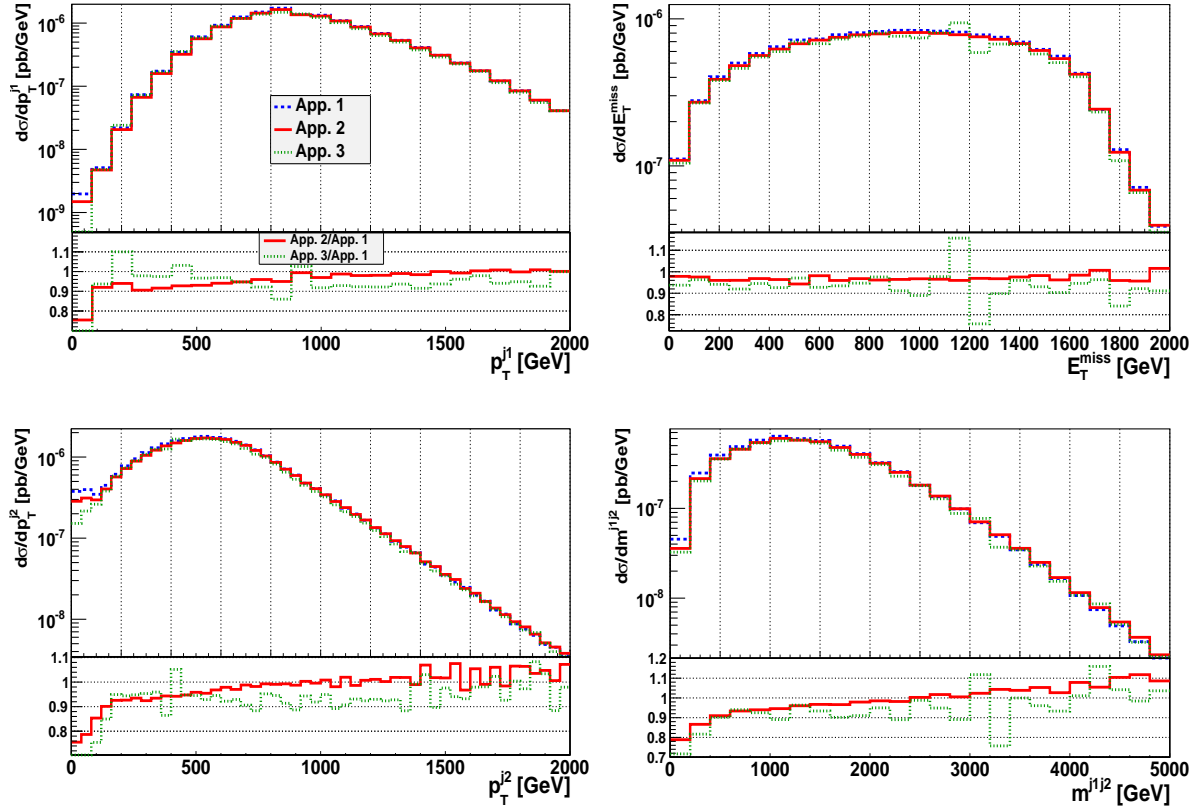 dσ/dp_T^{j1} [pb/GeV]
10^{-6}
10^{-7}
10^{-8}
10^{-9}
App. 1
App. 2
App. 3
App. 2/App. 1
App. 3/App. 1
1.1
1
0.9
0.8
0 500 1000 1500 2000
p_T^{j1} [GeV]
dσ/dE_T^{miss} [pb/GeV]
10^{-6}
10^{-7}
1.1
1
0.9
0.8
0 200 400 600 800 1000 1200 1400 1600 1800 2000
E_T^{miss} [GeV]
dσ/dp_T^{j2} [pb/GeV]
10^{-6}
10^{-7}
10^{-8}
1.1
1
0.9
0.8
0 500 1000 1500 2000
p_T^{j2} [GeV]
dσ/dm^{j1j2} [pb/GeV]
10^{-7}
10^{-8}
1.2
1.1
1
0.9
0.8
0.7
0 1000 2000 3000 4000 5000
m^{j1j2} [GeV]